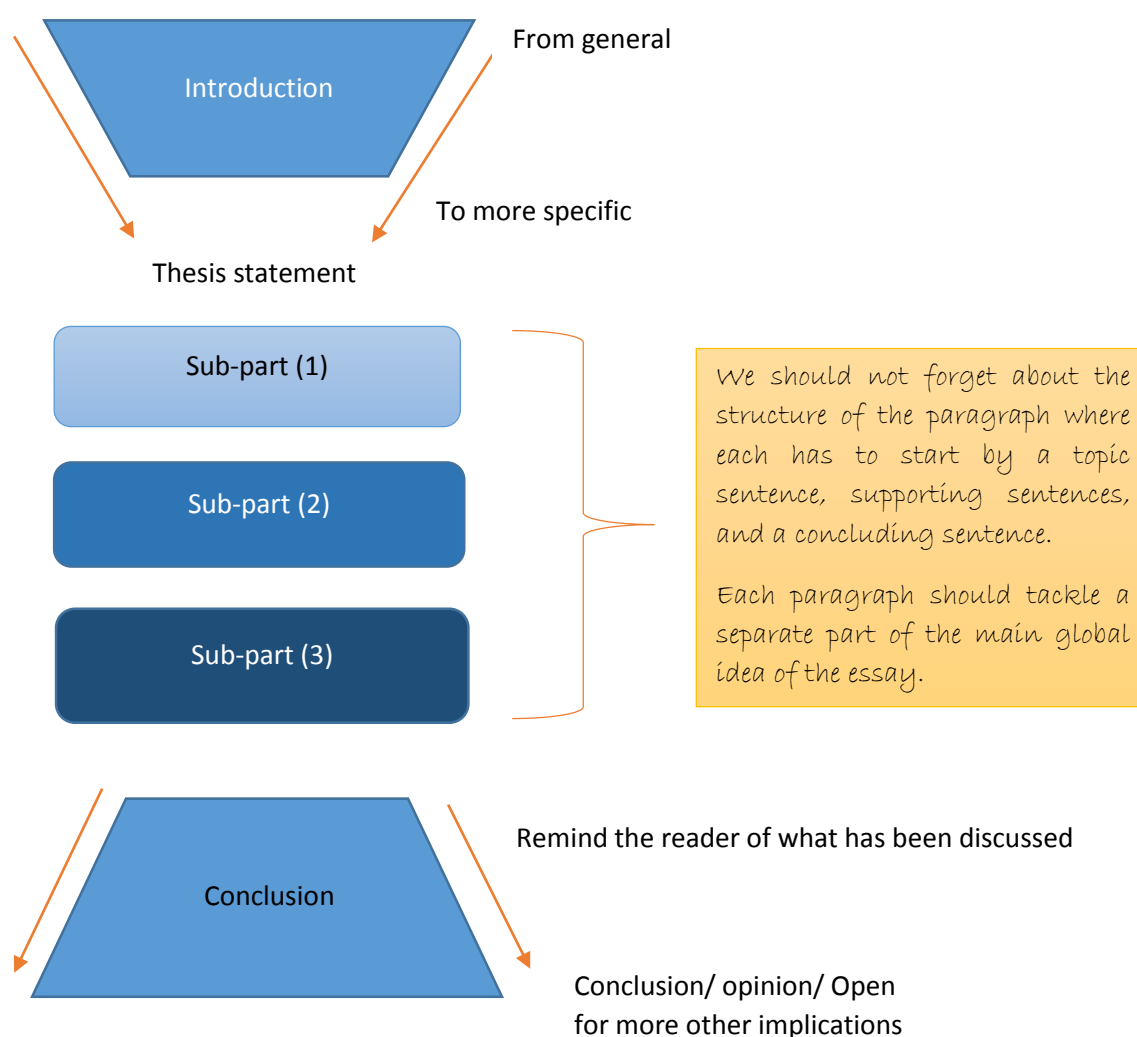 From general
Introduction
To more specific
Thesis statement
Sub-part (1)
Sub-part (2)
Sub-part (3)
We should not forget about the
structure of the paragraph where
each has to start by a topic
sentence, supporting sentences,
and a concluding sentence.
Each paragraph should tackle a
separate part of the main global
idea of the essay.
Remind the reader of what has been discussed
Conclusion
Conclusion/ opinion/ Open
for more other implications